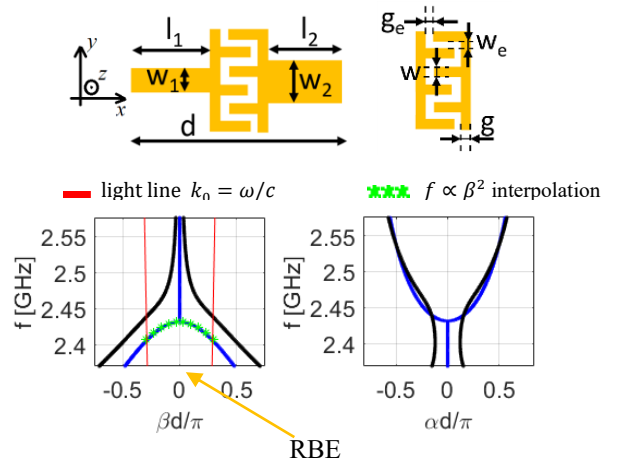 l₁ l₂ gₑ
y
z
x
w₁ w₂ wₑ
w
d g
light line k₀ = ω/c f ∝ β² interpolation
f [GHz]
2.55
2.5
2.45
2.4
-0.5 0 0.5
βd/π
f [GHz]
2.55
2.5
2.45
2.4
-0.5 0 0.5
αd/π
RBE